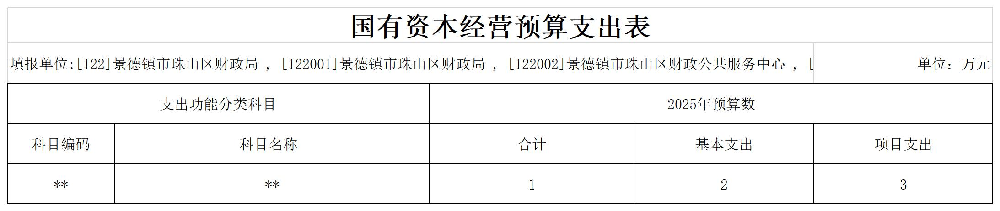 国有资本经营预算支出表
填报单位:[122]景德镇市珠山区财政局 , [122001]景德镇市珠山区财政局 , [122002]景德镇市珠山区财政公共服务中心 , [ 单位：万元
支出功能分类科目 2025年预算数
科目编码 科目名称 合计 基本支出 项目支出
** ** 1 2 3